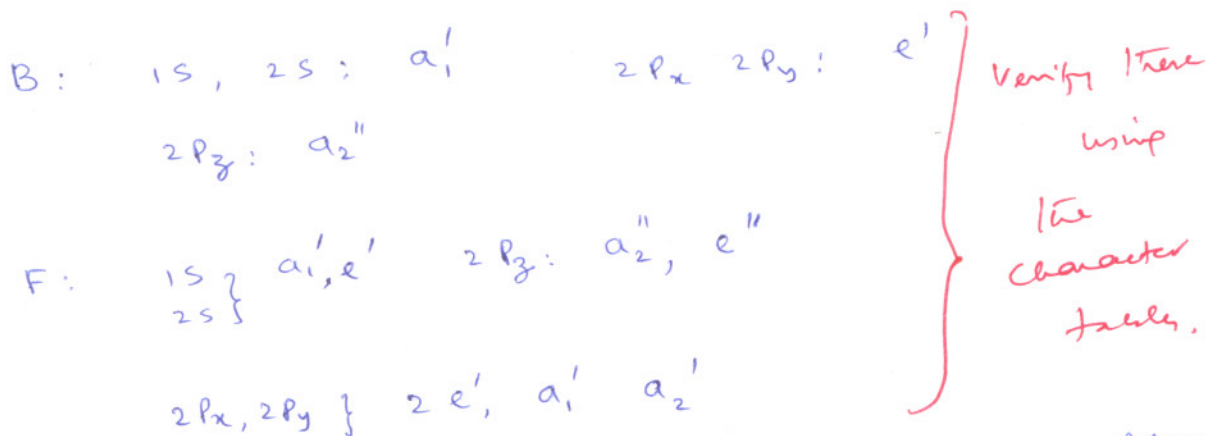 B: 1S, 2S: a₁' 2Px 2Py: e'
2Pz: a₂"
F: 1S
2S } a₁', e' 2Pz: a₂", e"
2Px, 2Py } 2e', a₁' a₂'
Verify these
using
the
character
tables.